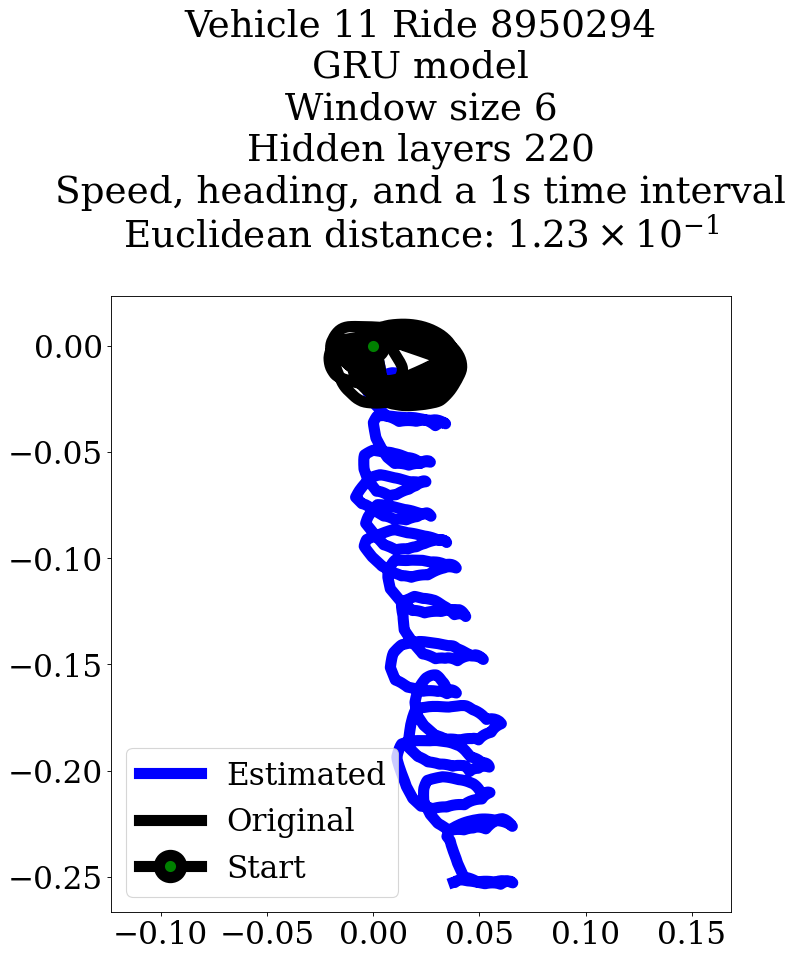 Vehicle 11 Ride 8950294
GRU model
Window size 6
Hidden layers 220
Speed, heading, and a 1s time interval
Euclidean distance: 1.23 × 10⁻¹
0.00
−0.05
−0.10
−0.15
−0.20
−0.25
Estimated
Original
Start
−0.10 −0.05 0.00 0.05 0.10 0.15